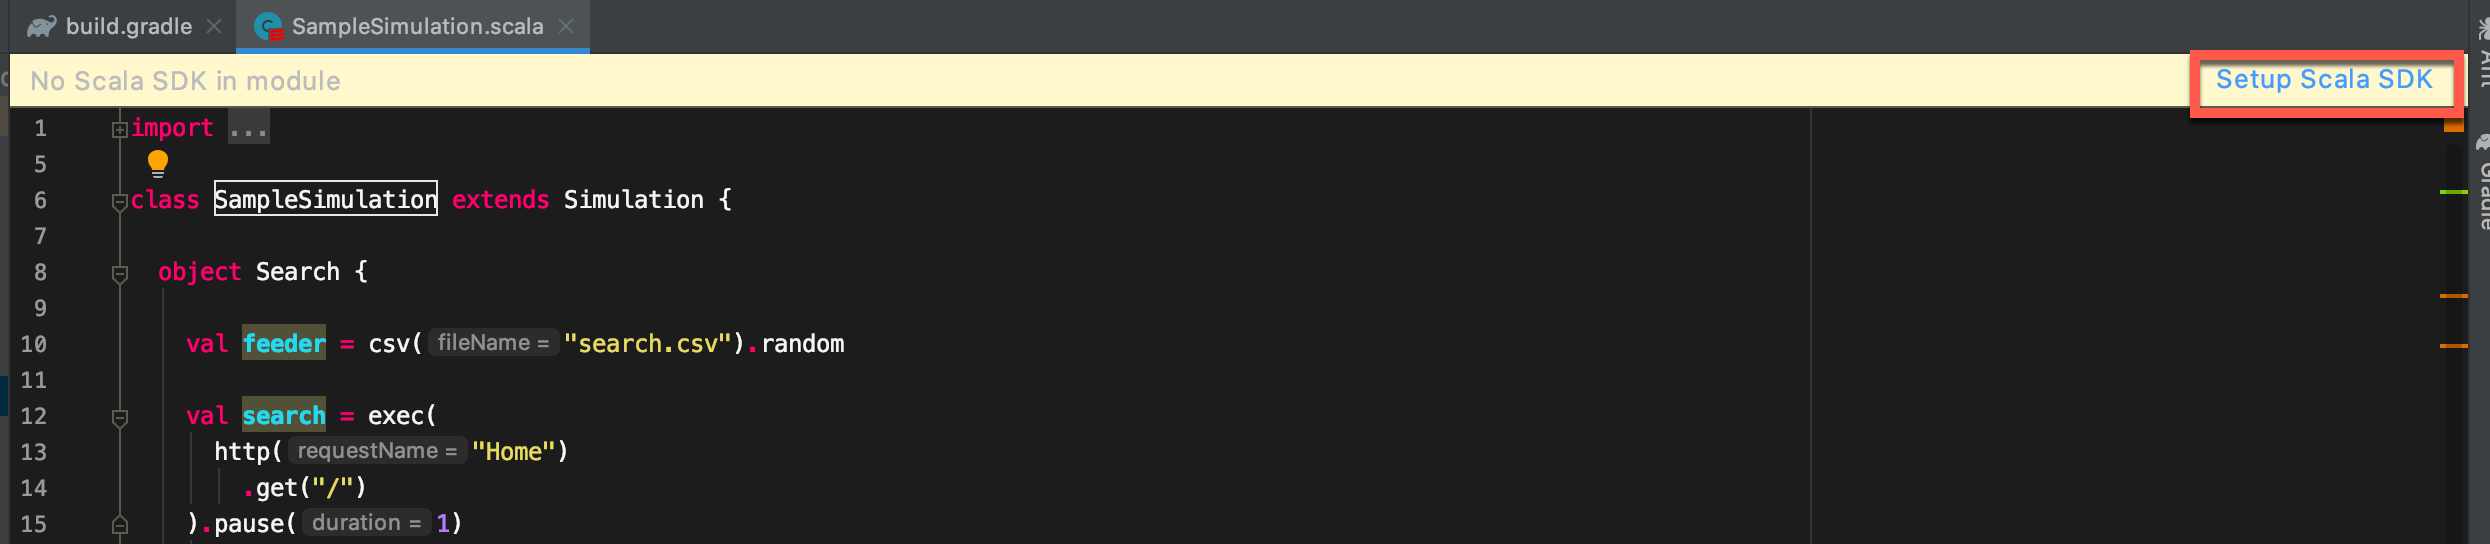 build.gradle SampleSimulation.scala
No Scala SDK in module Setup Scala SDK
1 import ...
5
6 class SampleSimulation extends Simulation {
7
8 object Search {
9
10 val feeder = csv( fileName = "search.csv").random
11
12 val search = exec(
13 http( requestName = "Home")
14 .get("/")
15 ).pause( duration = 1)
Ant
Gradle